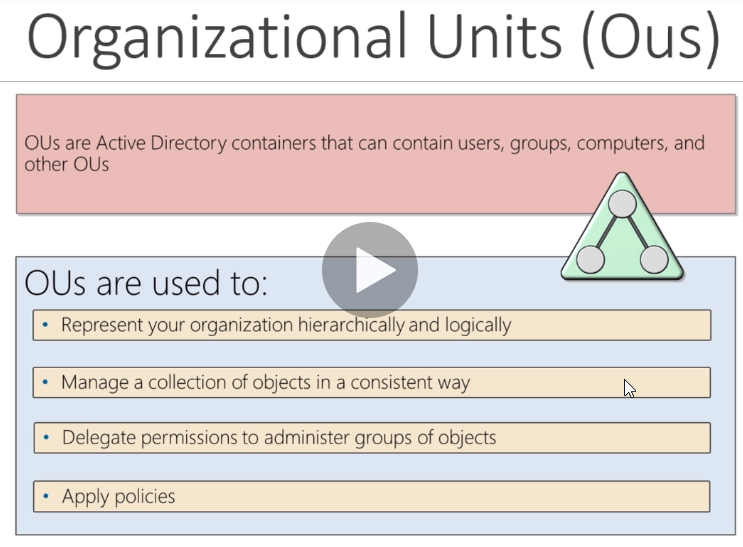 Organizational Units (Ous)
OUs are Active Directory containers that can contain users, groups, computers, and
other OUs
OUs are used to:
• Represent your organization hierarchically and logically
• Manage a collection of objects in a consistent way
• Delegate permissions to administer groups of objects
• Apply policies